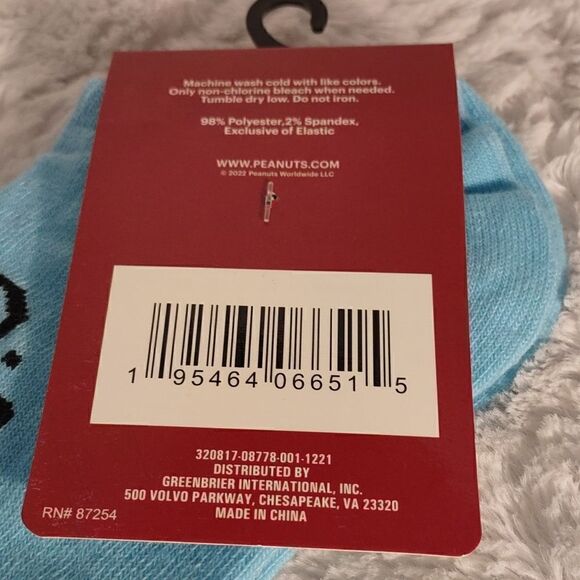 Machine wash cold with like colors.
Only non-chlorine bleach when needed.
Tumble dry low. Do not iron.
98% Polyester,2% Spandex,
Exclusive of Elastic
WWW.PEANUTS.COM
© 2022 Peanuts Worldwide LLC
1 95464 06651 5
320817-08778-001-1221
DISTRIBUTED BY
GREENBRIER INTERNATIONAL, INC.
500 VOLVO PARKWAY, CHESAPEAKE, VA 23320
MADE IN CHINA
RN# 87254